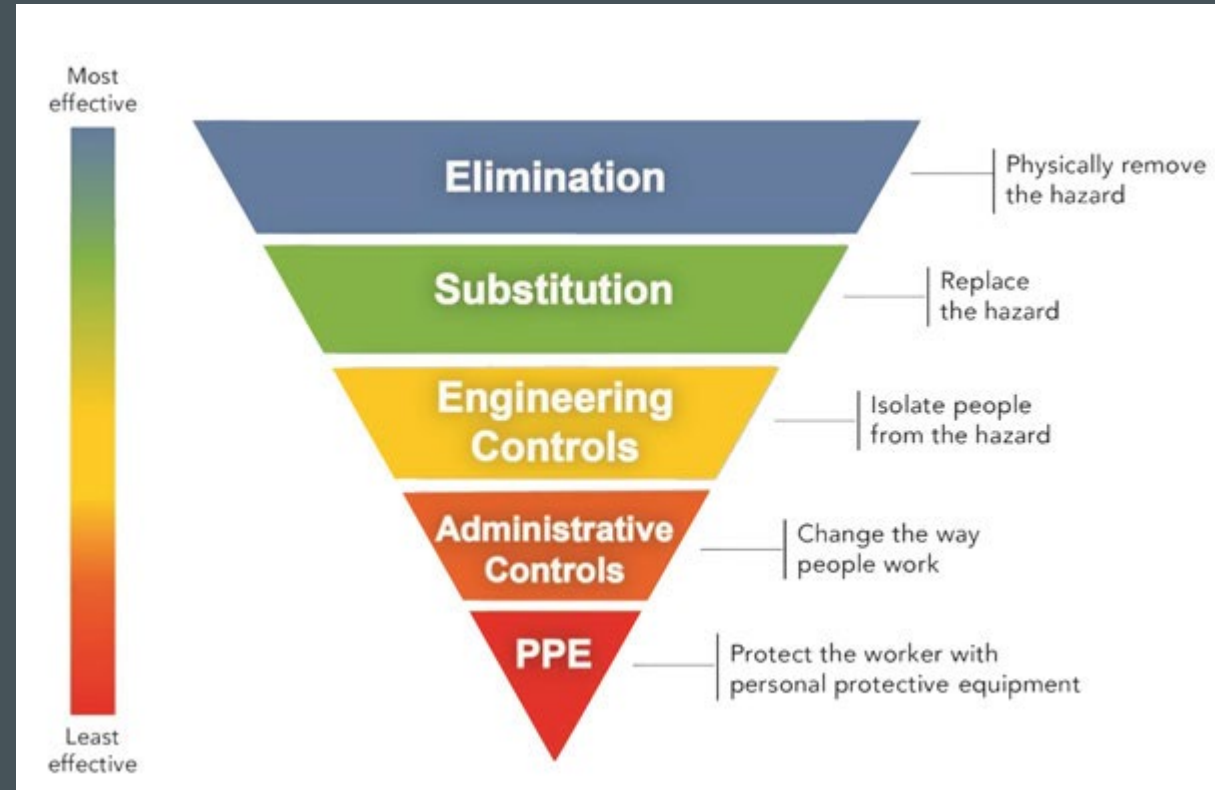 Most
effective
Elimination
Physically remove
the hazard
Substitution
Replace
the hazard
Engineering
Controls
Isolate people
from the hazard
Administrative
Controls
Change the way
people work
PPE
Protect the worker with
personal protective equipment
Least
effective